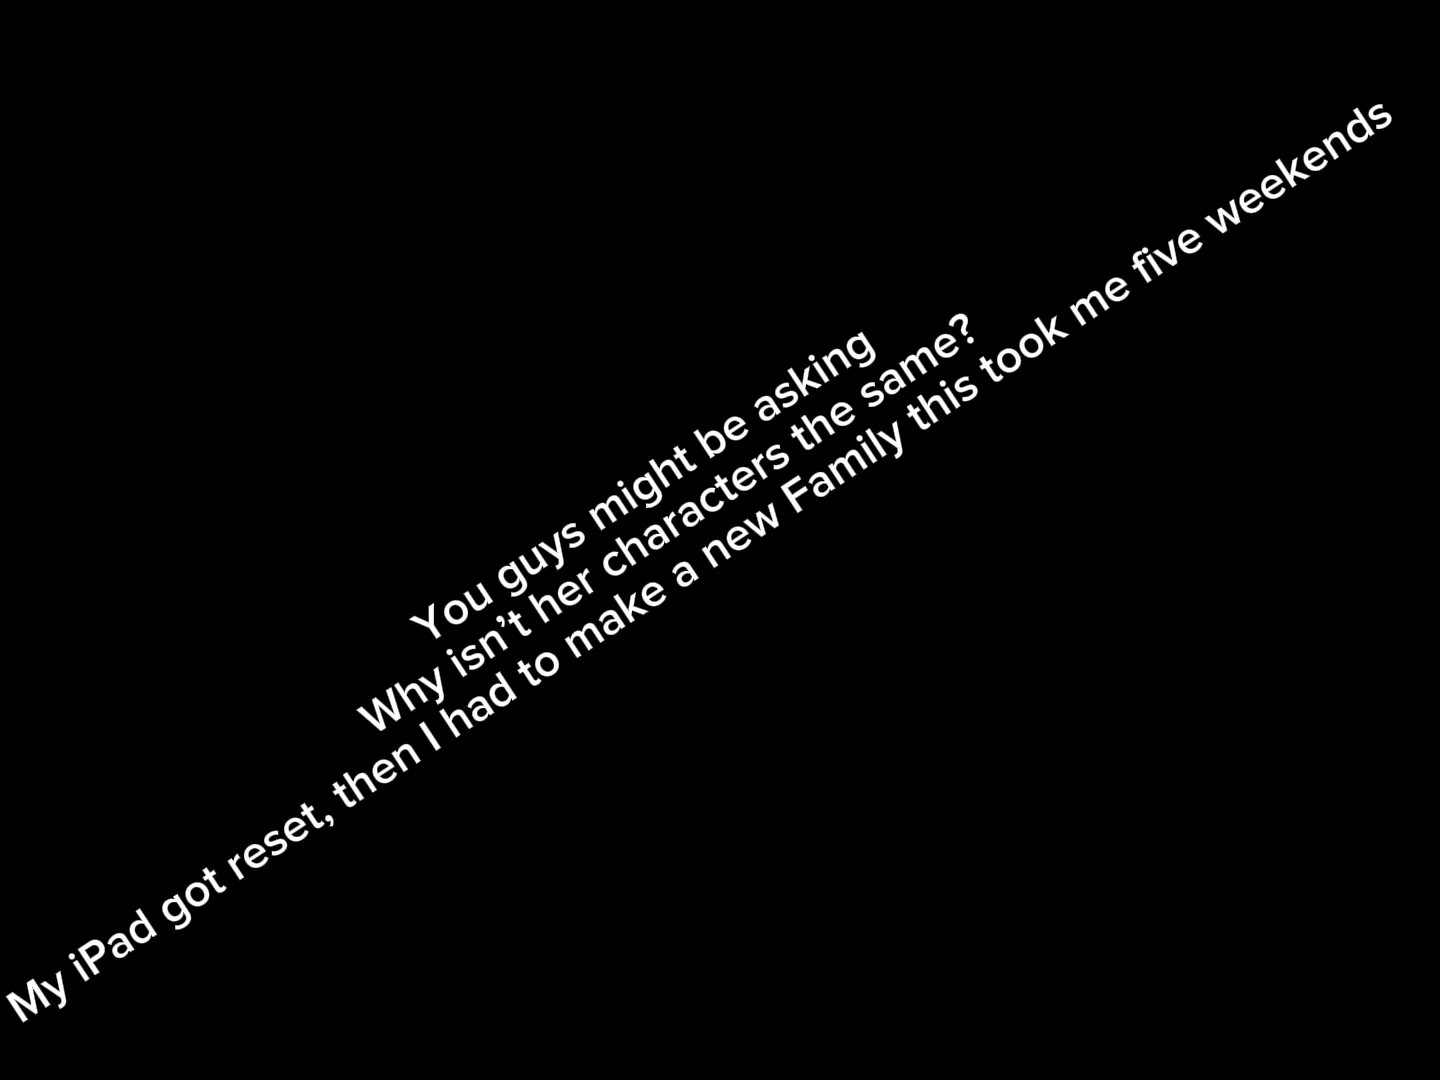 You guys might be asking
Why isn’t her characters the same?
My iPad got reset, then I had to make a new Family this took me five weekends